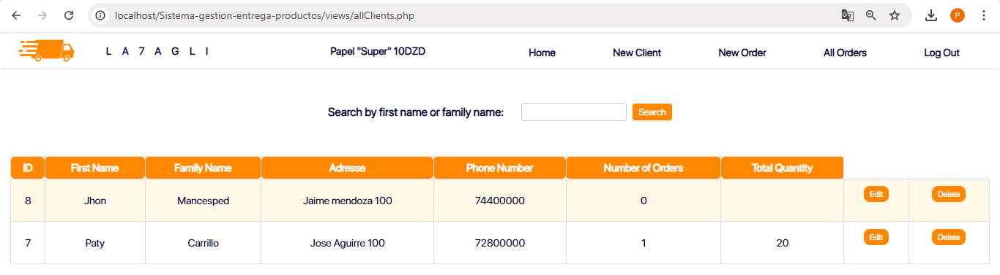 localhost/Sistema-gestion-entrega-productos/views/allClients.php
P
L A 7 A G L I Papel "Super" 10DZD Home New Client New Order All Orders Log Out
Search by first name or family name: Search
ID First Name Family Name Adresse Phone Number Number of Orders Total Quantity
8 Jhon Mancesped Jaime mendoza 100 74400000 0 Edit Delete
7 Paty Carrillo Jose Aguirre 100 72800000 1 20 Edit Delete